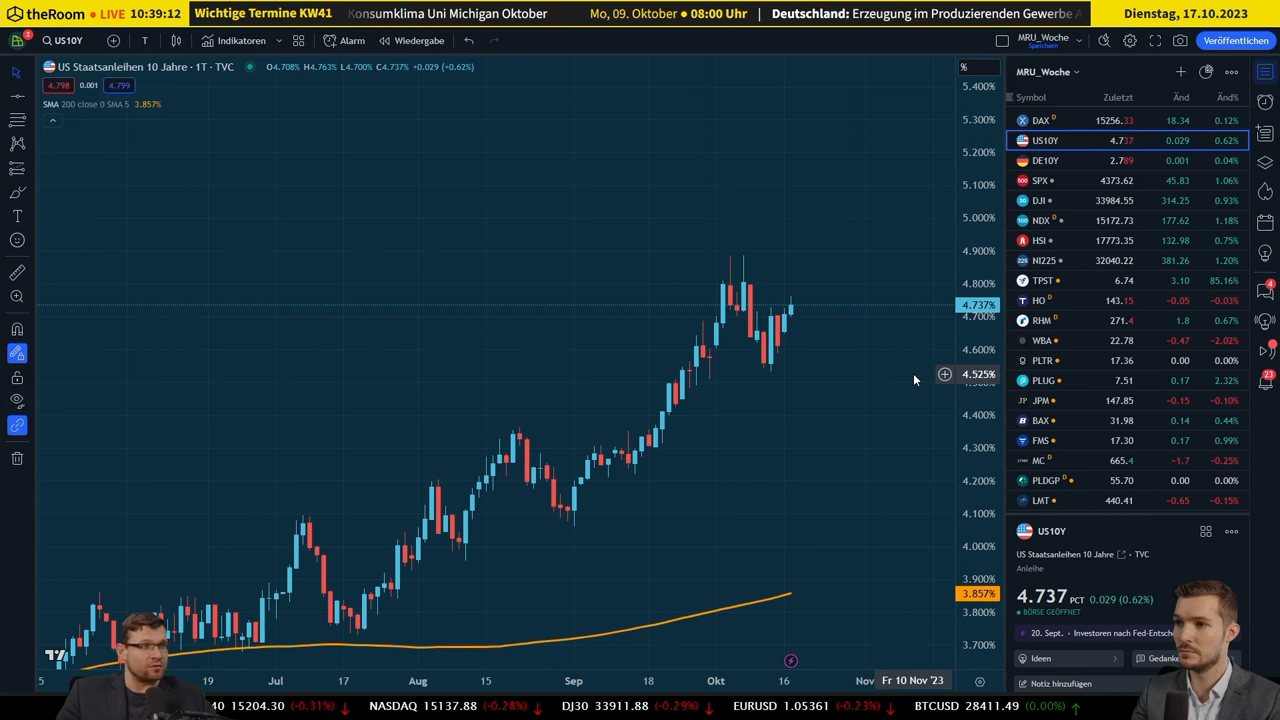 theRoom ● LIVE 10:39:12
Wichtige Termine KW41
Konsumklima Uni Michigan Oktober
Mo, 09. Oktober ● 08:00 Uhr
Deutschland: Erzeugung im Produzierenden Gewerbe A
Dienstag, 17.10.2023
2
US10Y
T
Indikatoren
Alarm
Wiedergabe
MRU_Woche
Speichern
Veröffentlichen
US Staatsanleihen 10 Jahre · 1T · TVC
O4.708% H4.763% L4.700% C4.737% +0.029 (+0.62%)
4.798 0.001 4.799
SMA 200 close 0 SMA 5 3.857%
%
5.400%
5.300%
5.200%
5.100%
5.000%
4.900%
4.800%
4.737%
4.700%
4.600%
4.525%
4.400%
4.300%
4.200%
4.100%
4.000%
3.900%
3.857%
3.800%
3.700%
5
19
Jul
17
Aug
15
Sep
18
Okt
16
Nov
Fr 10 Nov '23
MRU_Woche
Symbol Zuletzt Änd Änd%
DAX D 15256.33 18.34 0.12%
US10Y 4.737 0.029 0.62%
DE10Y 2.789 0.001 0.04%
500 SPX 4373.62 45.83 1.06%
30 DJI 33984.55 314.25 0.93%
100 NDX D 15172.73 177.62 1.18%
HSI 17773.35 132.98 0.75%
225 NI225 32040.22 381.26 1.20%
TPST 6.74 3.10 85.16%
HO D 143.15 −0.05 −0.03%
RHM D 271.4 1.8 0.67%
WBA 22.78 −0.47 −2.02%
PLTR 17.36 0.00 0.00%
PLUG 7.51 0.17 2.32%
JPM 147.85 −0.15 −0.10%
BAX 31.98 0.14 0.44%
FMS 17.30 0.17 0.99%
MC D 665.4 −1.7 −0.25%
PLDGP D 55.70 0.00 0.00%
LMT 440.41 −0.65 −0.15%
4
23
US10Y
US Staatsanleihen 10 Jahre · TVC
Anleihe
4.737 PCT 0.029 (0.62%)
BÖRSE GEÖFFNET
20. Sept. · Investoren nach Fed-Entsche
Ideen
Gedank
Notiz hinzufügen
40 15204.30 (-0.31%) NASDAQ 15137.88 (-0.28%) DJ30 33911.88 (-0.29%) EURUSD 1.05361 (-0.23%) BTCUSD 28411.49 (0.00%)